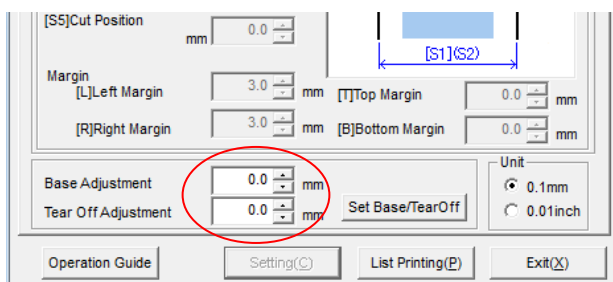 [S5]Cut Position
mm 0.0
[S1](S2)
Margin
[L]Left Margin 3.0 mm [T]Top Margin 0.0 mm
[R]Right Margin 3.0 mm [B]Bottom Margin 0.0 mm
Unit
Base Adjustment 0.0 mm 0.1mm
Tear Off Adjustment 0.0 mm Set Base/TearOff 0.01inch
Operation Guide Setting(C) List Printing(P) Exit(X)